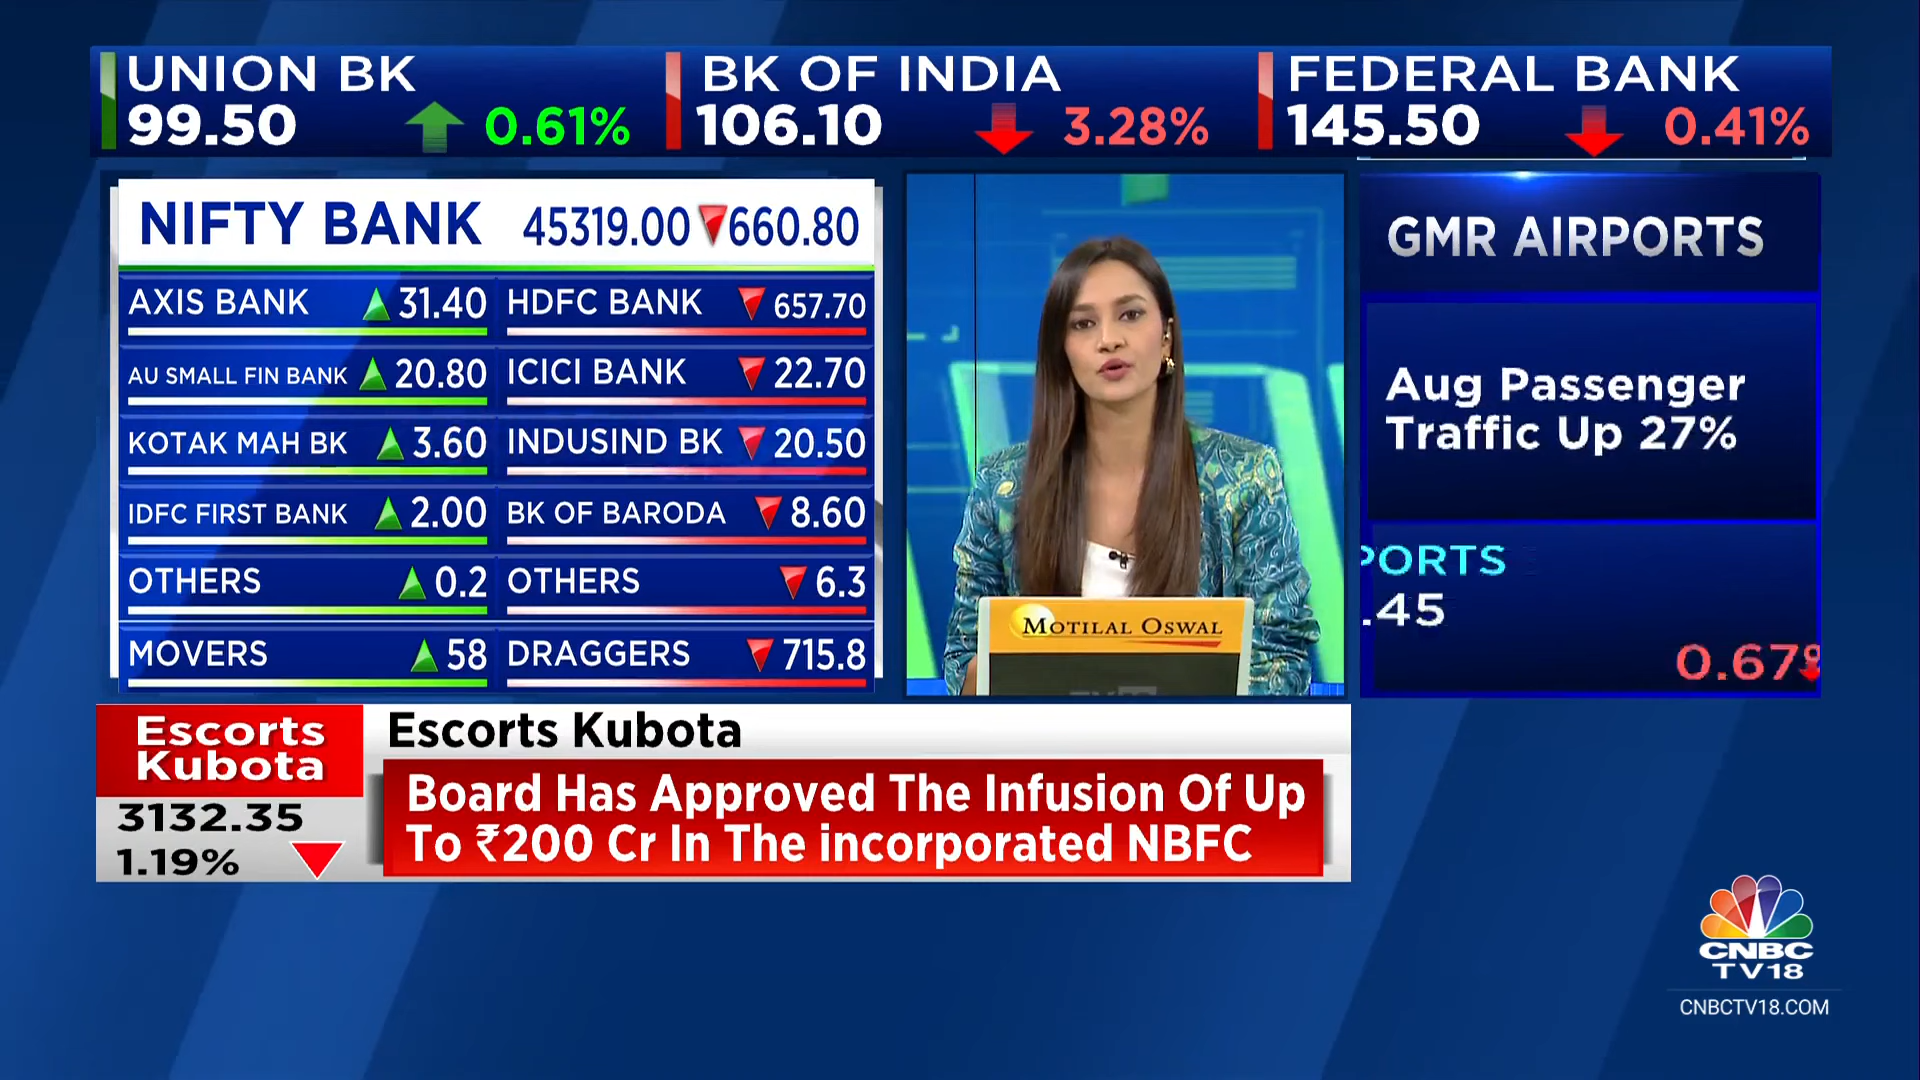 UNION BK
99.50 0.61%
BK OF INDIA
106.10 3.28%
FEDERAL BANK
145.50 0.41%
NIFTY BANK 45319.00 660.80
AXIS BANK 31.40 HDFC BANK 657.70
AU SMALL FIN BANK 20.80 ICICI BANK 22.70
KOTAK MAH BK 3.60 INDUSIND BK 20.50
IDFC FIRST BANK 2.00 BK OF BARODA 8.60
OTHERS 0.2 OTHERS 6.3
MOVERS 58 DRAGGERS 715.8
MOTILAL OSWAL
GMR AIRPORTS
Aug Passenger
Traffic Up 27%
PORTS
.45
0.67%
Escorts
Kubota
3132.35
1.19%
Escorts Kubota
Board Has Approved The Infusion Of Up
To ₹200 Cr In The incorporated NBFC
CNBC
TV18
CNBCTV18.COM